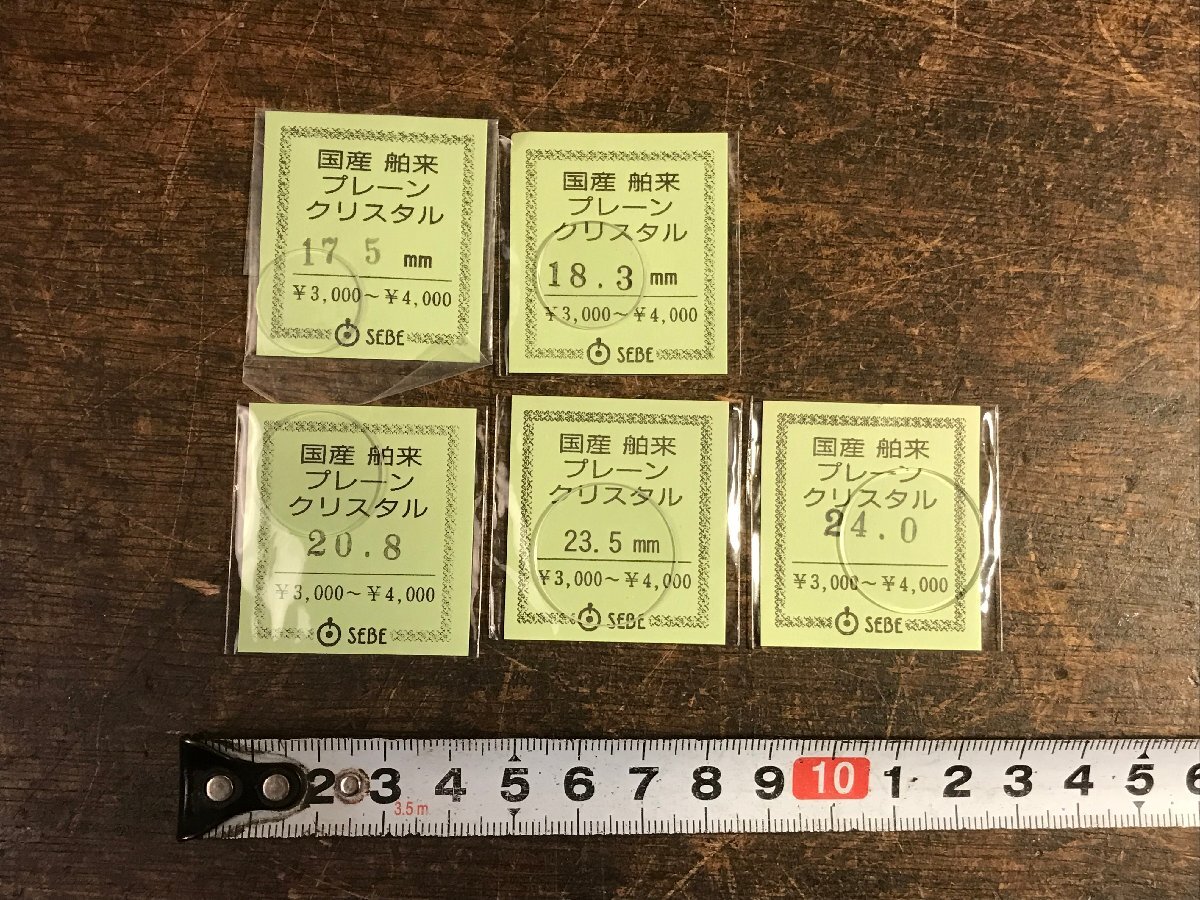 国産 舶来
プレーン
クリスタル
17 5 mm
¥3,000～¥4,000
SEBE
国産 舶来
プレーン
クリスタル
18.3 mm
¥3,000～¥4,000
SEBE
国産 舶来
プレーン
クリスタル
20.8
¥3,000～¥4,000
SEBE
国産 舶来
プレーン
クリスタル
23.5 mm
¥3,000～¥4,000
SEBE
国産 舶来
プレーン
クリスタル
24.0
¥3,000～¥4,000
SEBE
2 3 4 5 6 7 8 9 10 1 2 3 4 5 6
3.5m